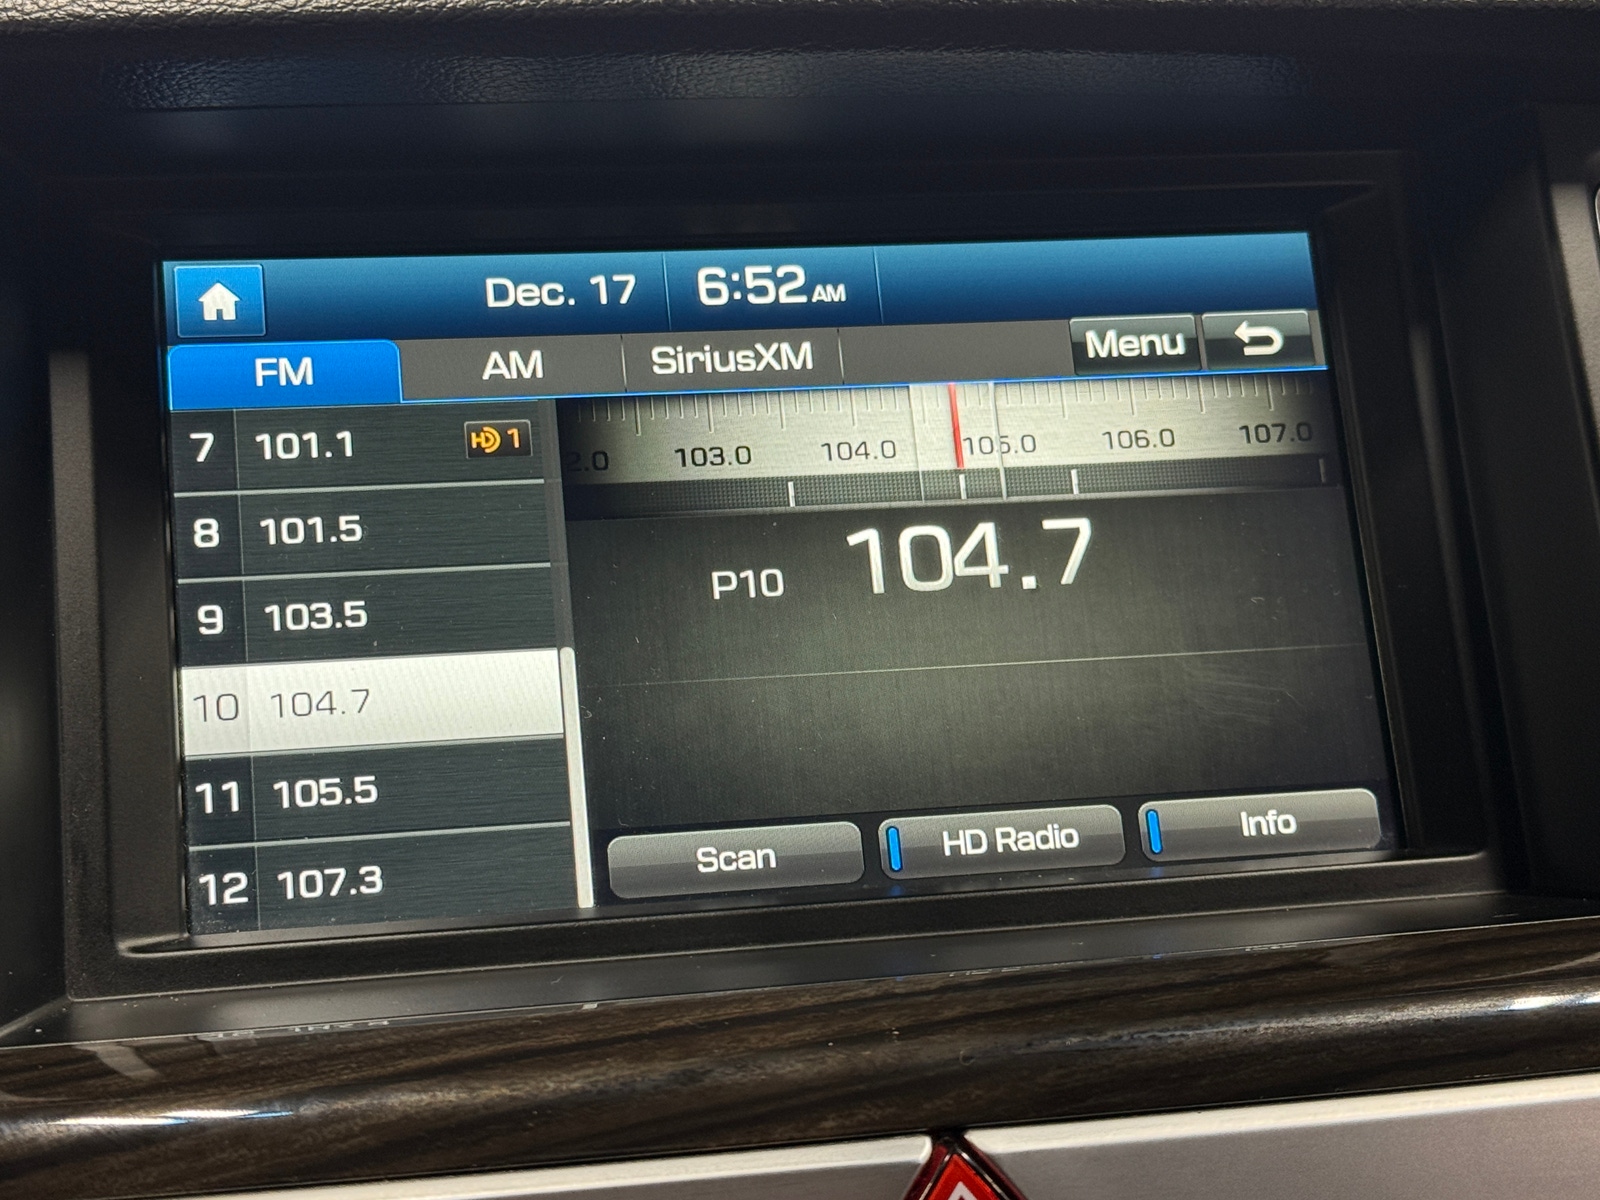 Dec. 17 6:52 AM
FM AM SiriusXM Menu
7 101.1 HD 1
8 101.5
9 103.5
10 104.7
11 105.5
12 107.3
2.0 103.0 104.0 105.0 106.0 107.0
P10 104.7
Scan HD Radio Info